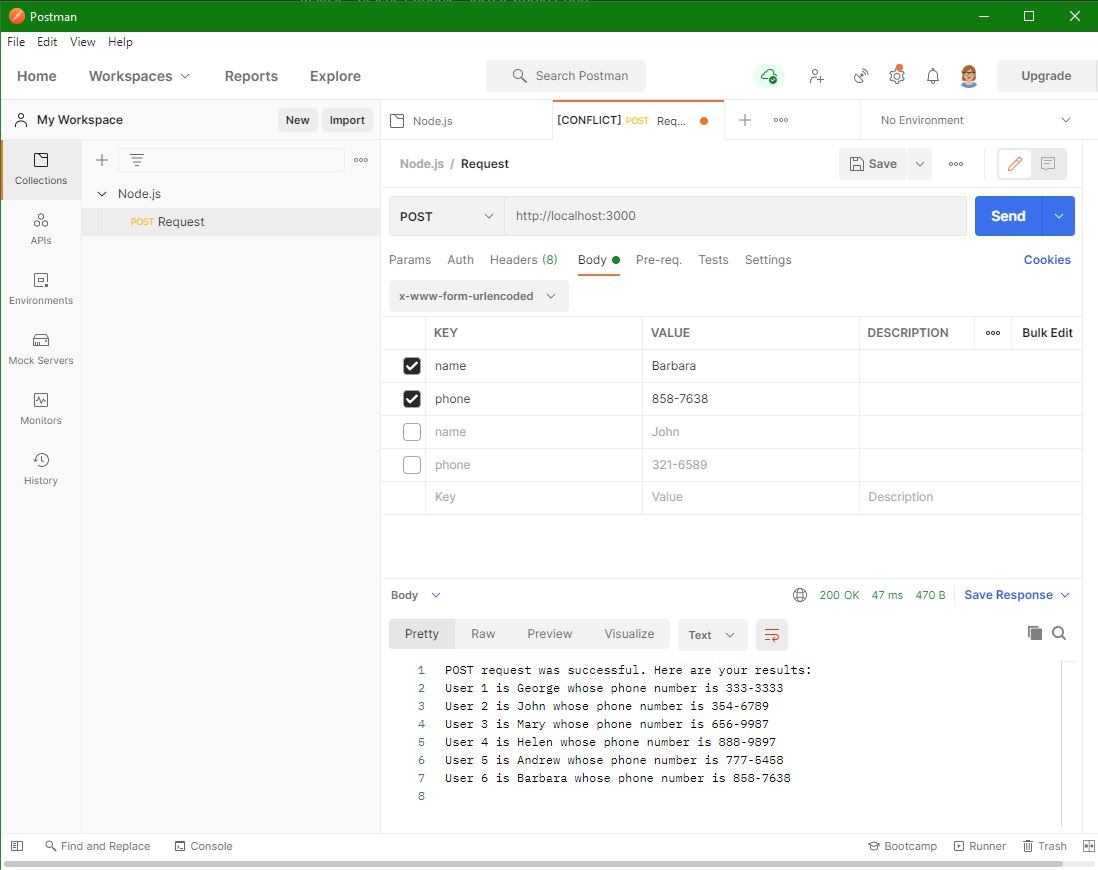 Postman
File Edit View Help
Home Workspaces Reports Explore Search Postman Upgrade
My Workspace New Import Node.js [CONFLICT] POST Req... No Environment
Collections
APIs
Environments
Mock Servers
Monitors
History
Node.js
POST Request
Node.js / Request Save
POST http://localhost:3000 Send
Params Auth Headers (8) Body Pre-req. Tests Settings Cookies
x-www-form-urlencoded
KEY VALUE DESCRIPTION Bulk Edit
name Barbara
phone 858-7638
name John
phone 321-6589
Key Value Description
Body 200 OK 47 ms 470 B Save Response
Pretty Raw Preview Visualize Text
1 POST request was successful. Here are your results:
2 User 1 is George whose phone number is 333-3333
3 User 2 is John whose phone number is 354-6789
4 User 3 is Mary whose phone number is 656-9987
5 User 4 is Helen whose phone number is 888-9897
6 User 5 is Andrew whose phone number is 777-5458
7 User 6 is Barbara whose phone number is 858-7638
8
Find and Replace Console Bootcamp Runner Trash